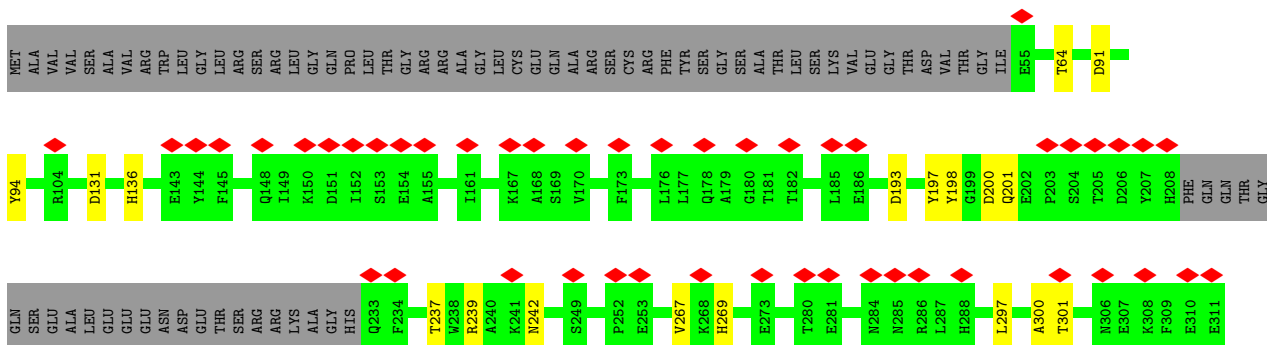 MET ALA VAL VAL SER ALA VAL ARG TRP LEU GLY LEU ARG SER ARG LEU GLY GLN PRO LEU THR GLY ARG ARG ALA GLY LEU CYS GLU GLN ALA ARG SER CYS ARG PHE TYR SER GLY SER ALA THR LEU SER LYS VAL GLU GLY THR ASP VAL THR GLY ILE E55 T64 D91
Y94 R104 D131 H136 E143 Y144 F145 Q148 I149 K150 D151 I152 S153 E154 A155 I161 K167 A168 S169 V170 F173 L176 L177 Q178 A179 G180 T181 T182 L185 E186 D193 Y197 Y198 G199 D200 Q201 E202 P203 S204 T205 D206 Y207 H208 PHE GLN GLN THR GLY
GLN SER GLU ALA LEU GLU GLU GLU ASN ASP GLU THR SER ARG ARG LYS ALA GLY HIS Q233 F234 T237 W238 R239 A240 K241 N242 S249 P252 E253 V267 K268 H269 E273 T280 E281 N284 N285 R286 L287 H288 L297 A300 T301 N306 E307 K308 F309 E310 E311